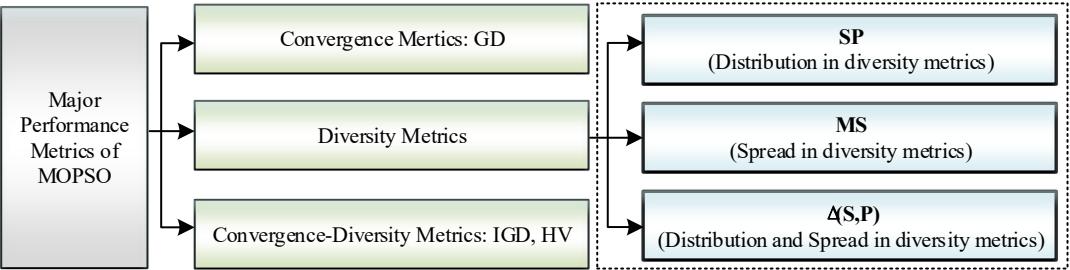 Major
Performance
Metrics of
MOPSO
Convergence Mertics: GD
Diversity Metrics
Convergence-Diversity Metrics: IGD, HV
SP
(Distribution in diversity metrics)
MS
(Spread in diversity metrics)
Δ(S,P)
(Distribution and Spread in diversity metrics)